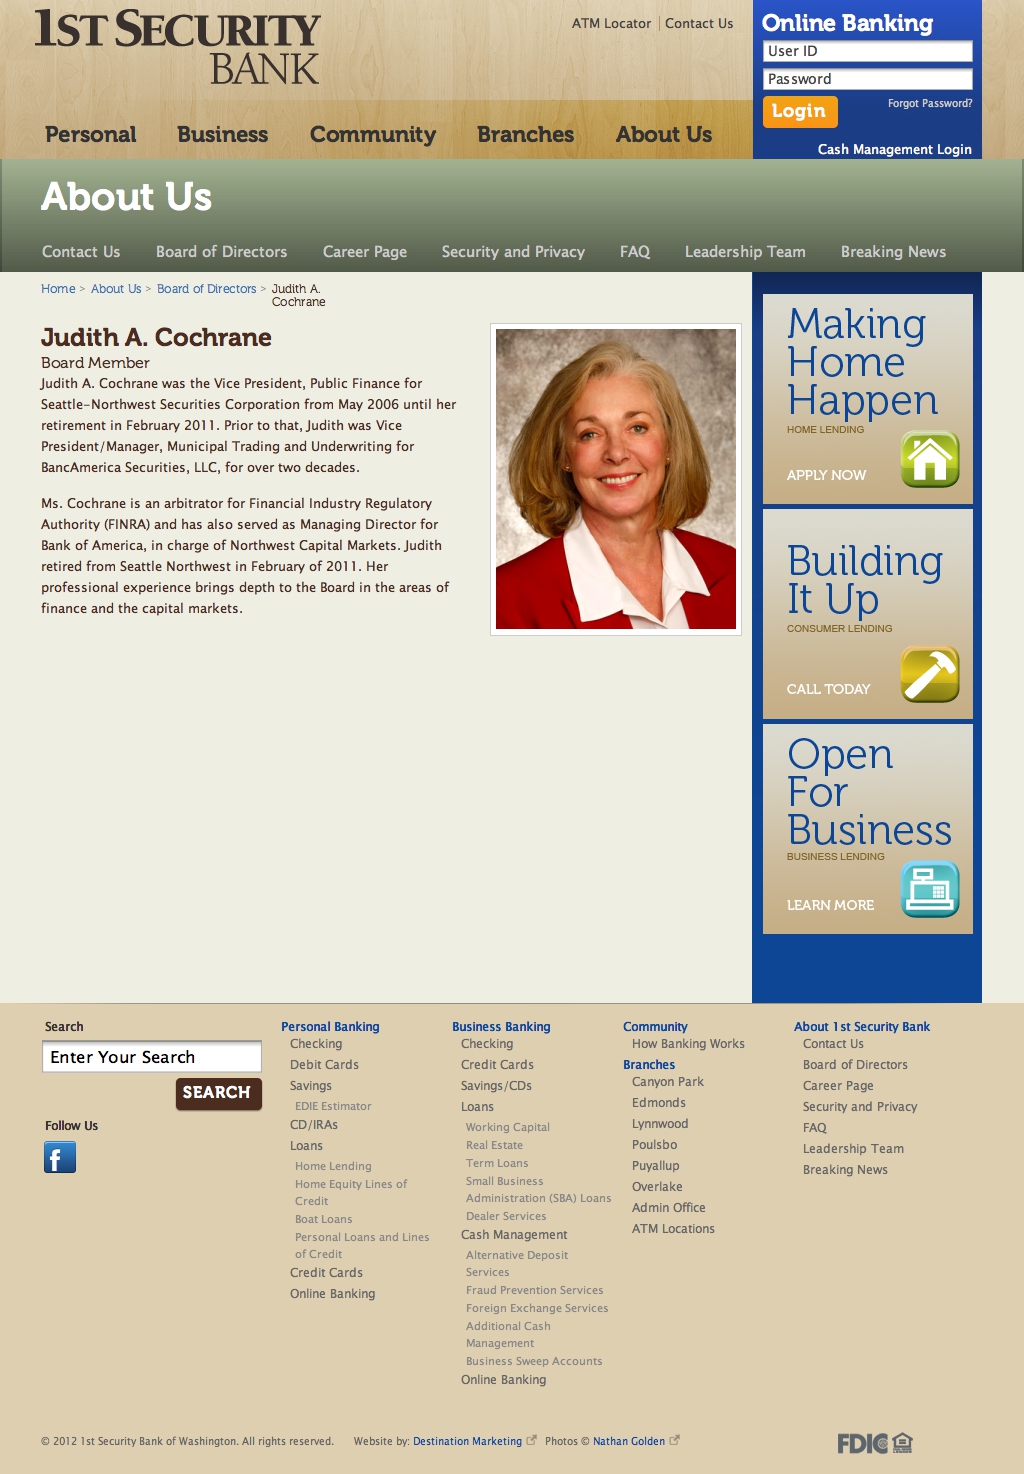 1ST SECURITY
BANK
ATM Locator
Contact Us
Online Banking
User ID
Password
Login
Forgot Password?
Cash Management Login
Personal
Business
Community
Branches
About Us
About Us
Contact Us
Board of Directors
Career Page
Security and Privacy
FAQ
Leadership Team
Breaking News
Home > About Us > Board of Directors > Judith A.
Cochrane
Judith A. Cochrane
Board Member
Judith A. Cochrane was the Vice President, Public Finance for
Seattle-Northwest Securities Corporation from May 2006 until her
retirement in February 2011. Prior to that, Judith was Vice
President/Manager, Municipal Trading and Underwriting for
BancAmerica Securities, LLC, for over two decades.
Ms. Cochrane is an arbitrator for Financial Industry Regulatory
Authority (FINRA) and has also served as Managing Director for
Bank of America, in charge of Northwest Capital Markets. Judith
retired from Seattle Northwest in February of 2011. Her
professional experience brings depth to the Board in the areas of
finance and the capital markets.
Making
Home
Happen
HOME LENDING
APPLY NOW
Building
It Up
CONSUMER LENDING
CALL TODAY
Open
For
Business
BUSINESS LENDING
LEARN MORE
Search
Enter Your Search
SEARCH
Follow Us
f
Personal Banking
Checking
Debit Cards
Savings
EDIE Estimator
CD/IRAs
Loans
Home Lending
Home Equity Lines of
Credit
Boat Loans
Personal Loans and Lines
of Credit
Credit Cards
Online Banking
Business Banking
Checking
Credit Cards
Savings/CDs
Loans
Working Capital
Real Estate
Term Loans
Small Business
Administration (SBA) Loans
Dealer Services
Cash Management
Alternative Deposit
Services
Fraud Prevention Services
Foreign Exchange Services
Additional Cash
Management
Business Sweep Accounts
Online Banking
Community
How Banking Works
Branches
Canyon Park
Edmonds
Lynnwood
Poulsbo
Puyallup
Overlake
Admin Office
ATM Locations
About 1st Security Bank
Contact Us
Board of Directors
Career Page
Security and Privacy
FAQ
Leadership Team
Breaking News
© 2012 1st Security Bank of Washington. All rights reserved.
Website by: Destination Marketing
Photos © Nathan Golden
FDIC